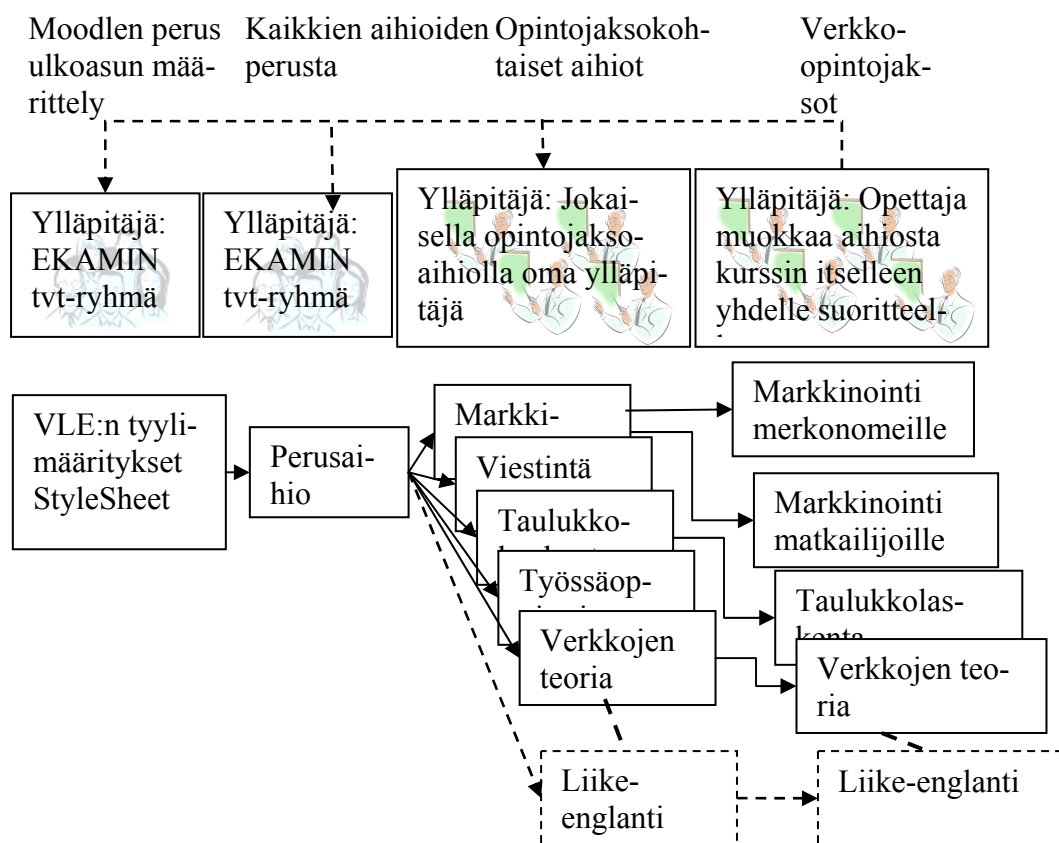 Moodlen perus
ulkoasun mää-
rittely
Kaikkien aihioiden
perusta
Opintojaksokoh-
taiset aihiot
Verkko-
opintojak-
sot
Ylläpitäjä:
EKAMIN
tvt-ryhmä
Ylläpitäjä:
EKAMIN
tvt-ryhmä
Ylläpitäjä: Jokai-
sella opintojakso-
aihiolla oma ylläpi-
täjä
Ylläpitäjä: Opettaja
muokkaa aihiosta
kurssin itselleen
yhdelle suoritteel-
VLE:n tyyli-
määritykset
StyleSheet
Perusai-
hio
Markki-
Viestintä
Taulukko-
Työssäop-
Verkkojen
teoria
Liike-
englanti
Markkinointi
merkonomeille
Markkinointi
matkailijoille
Taulukkolas-
kenta
Verkkojen teo-
ria
Liike-englanti